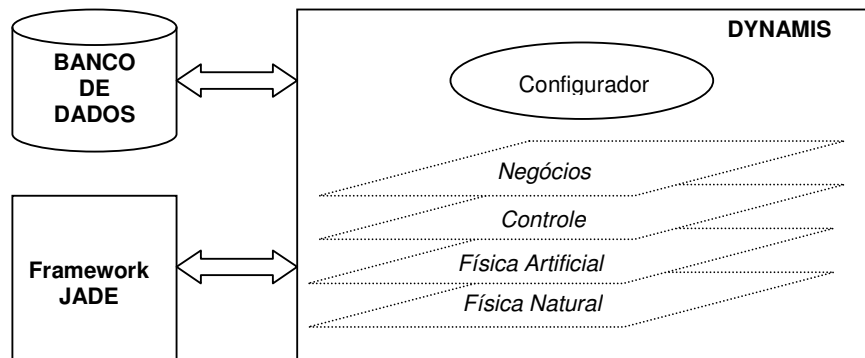 DYNAMIS
BANCO
DE
DADOS
Configurador
Negócios
Controle
Framework
JADE
Física Artificial
Física Natural